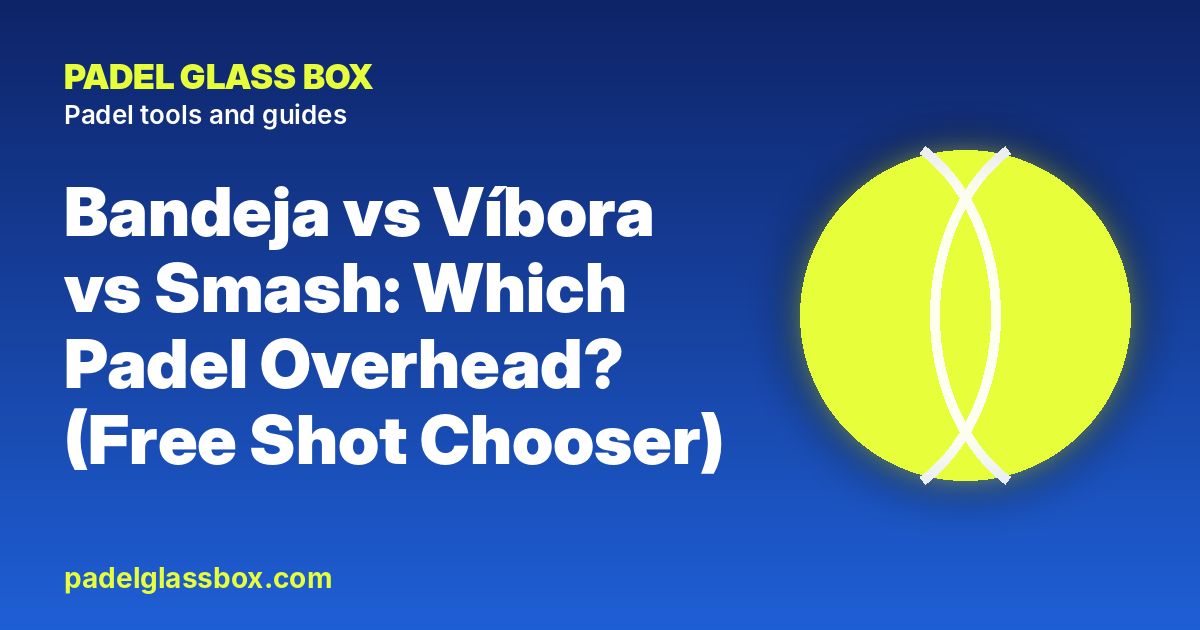 PADEL GLASS BOX
Padel tools and guides
Bandeja vs Víbora
vs Smash: Which
Padel Overhead?
(Free Shot Chooser)
padelglassbox.com